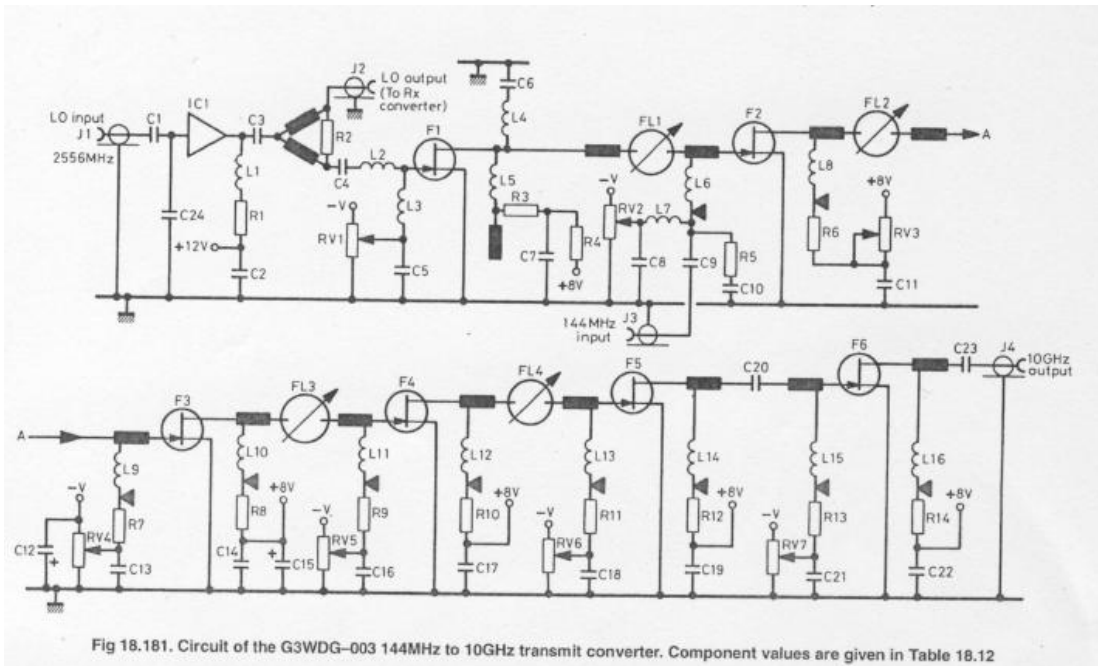 LO input
J1
2556MHz
C1
C24
IC1
L1
R1
+12V
C2
C3
J2
LO output
(To Rx
converter)
R2
C4
L2
-V
RV1
L3
C5
F1
C6
L4
L5
R3
C7
R4
+8V
-V
RV2
L7
C8
FL1
L6
C9
R5
C10
144MHz
input
J3
F2
L8
R6
FL2
+8V
RV3
C11
A
A
-V
C12
+
RV4
L9
R7
C13
F3
L10
R8
C14
+8V
+
C15
FL3
-V
RV5
L11
R9
C16
F4
L12
R10
+8V
C17
FL4
-V
RV6
L13
R11
C18
F5
L14
R12
+8V
C19
C20
-V
RV7
L15
R13
C21
F6
L16
R14
+8V
C22
C23
J4
10GHz
output
Fig 18.181. Circuit of the G3WDG–003 144MHz to 10GHz transmit converter. Component values are given in Table 18.12